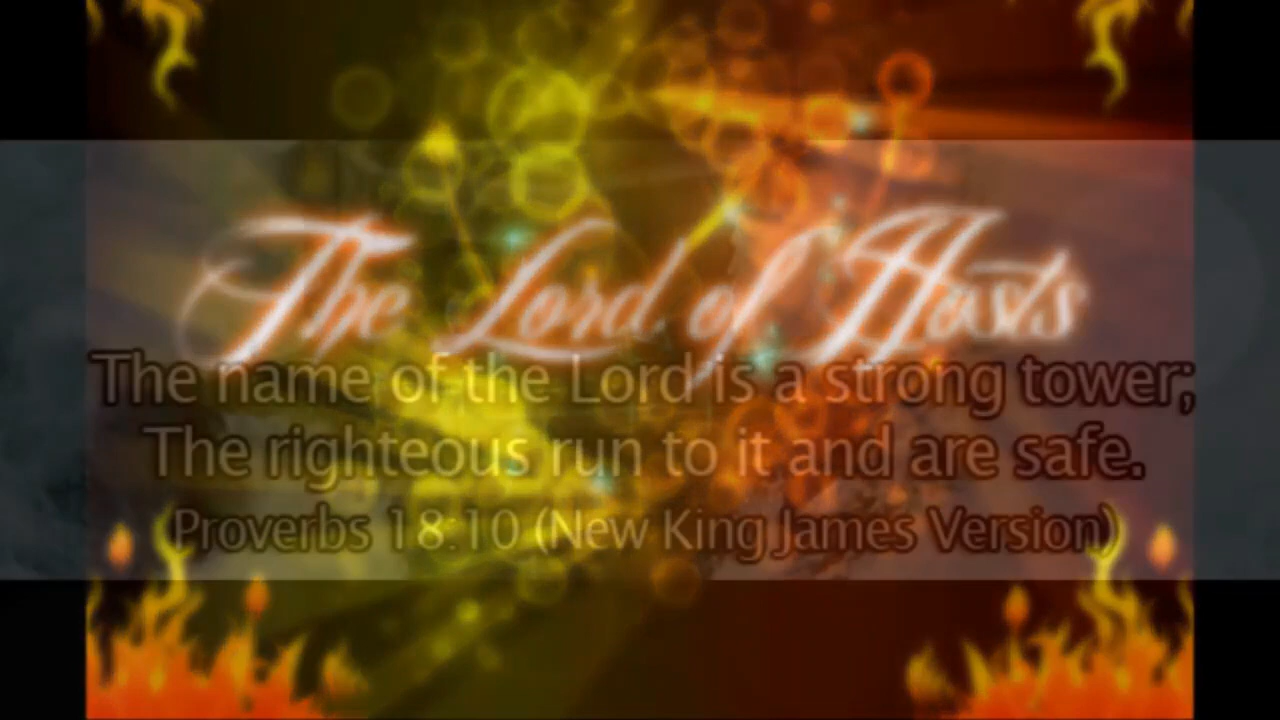 The Lord of Hosts
The name of the Lord is a strong tower;
The righteous run to it and are safe.
Proverbs 18:10 (New King James Version)